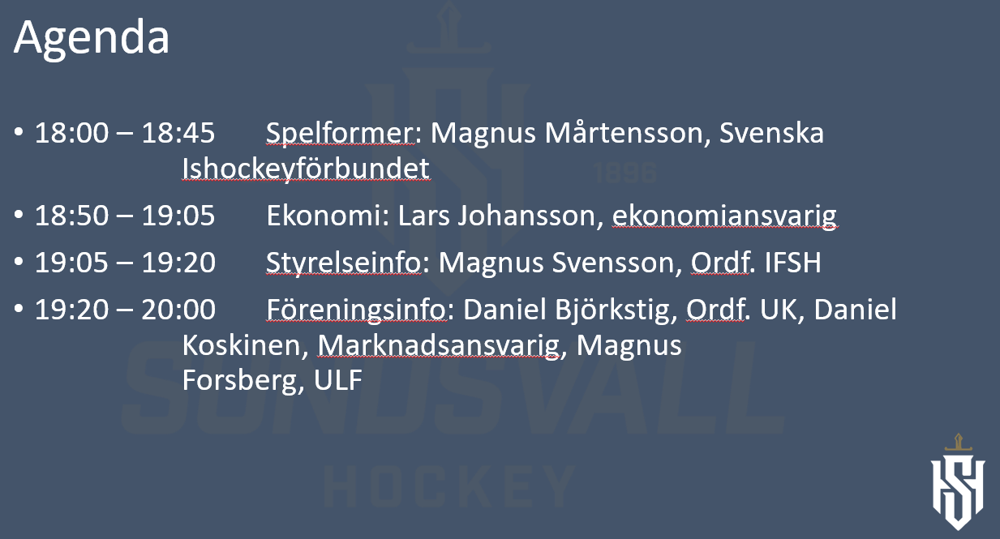 Agenda
• 18:00 – 18:45 Spelformer: Magnus Mårtensson, Svenska
Ishockeyförbundet
1896
• 18:50 – 19:05 Ekonomi: Lars Johansson, ekonomiansvarig
• 19:05 – 19:20 Styrelseinfo: Magnus Svensson, Ordf. IFSH
• 19:20 – 20:00 Föreningsinfo: Daniel Björkstig, Ordf. UK, Daniel
Koskinen, Marknadsansvarig, Magnus
Forsberg, ULF
SUNDSVALL
HOCKEY